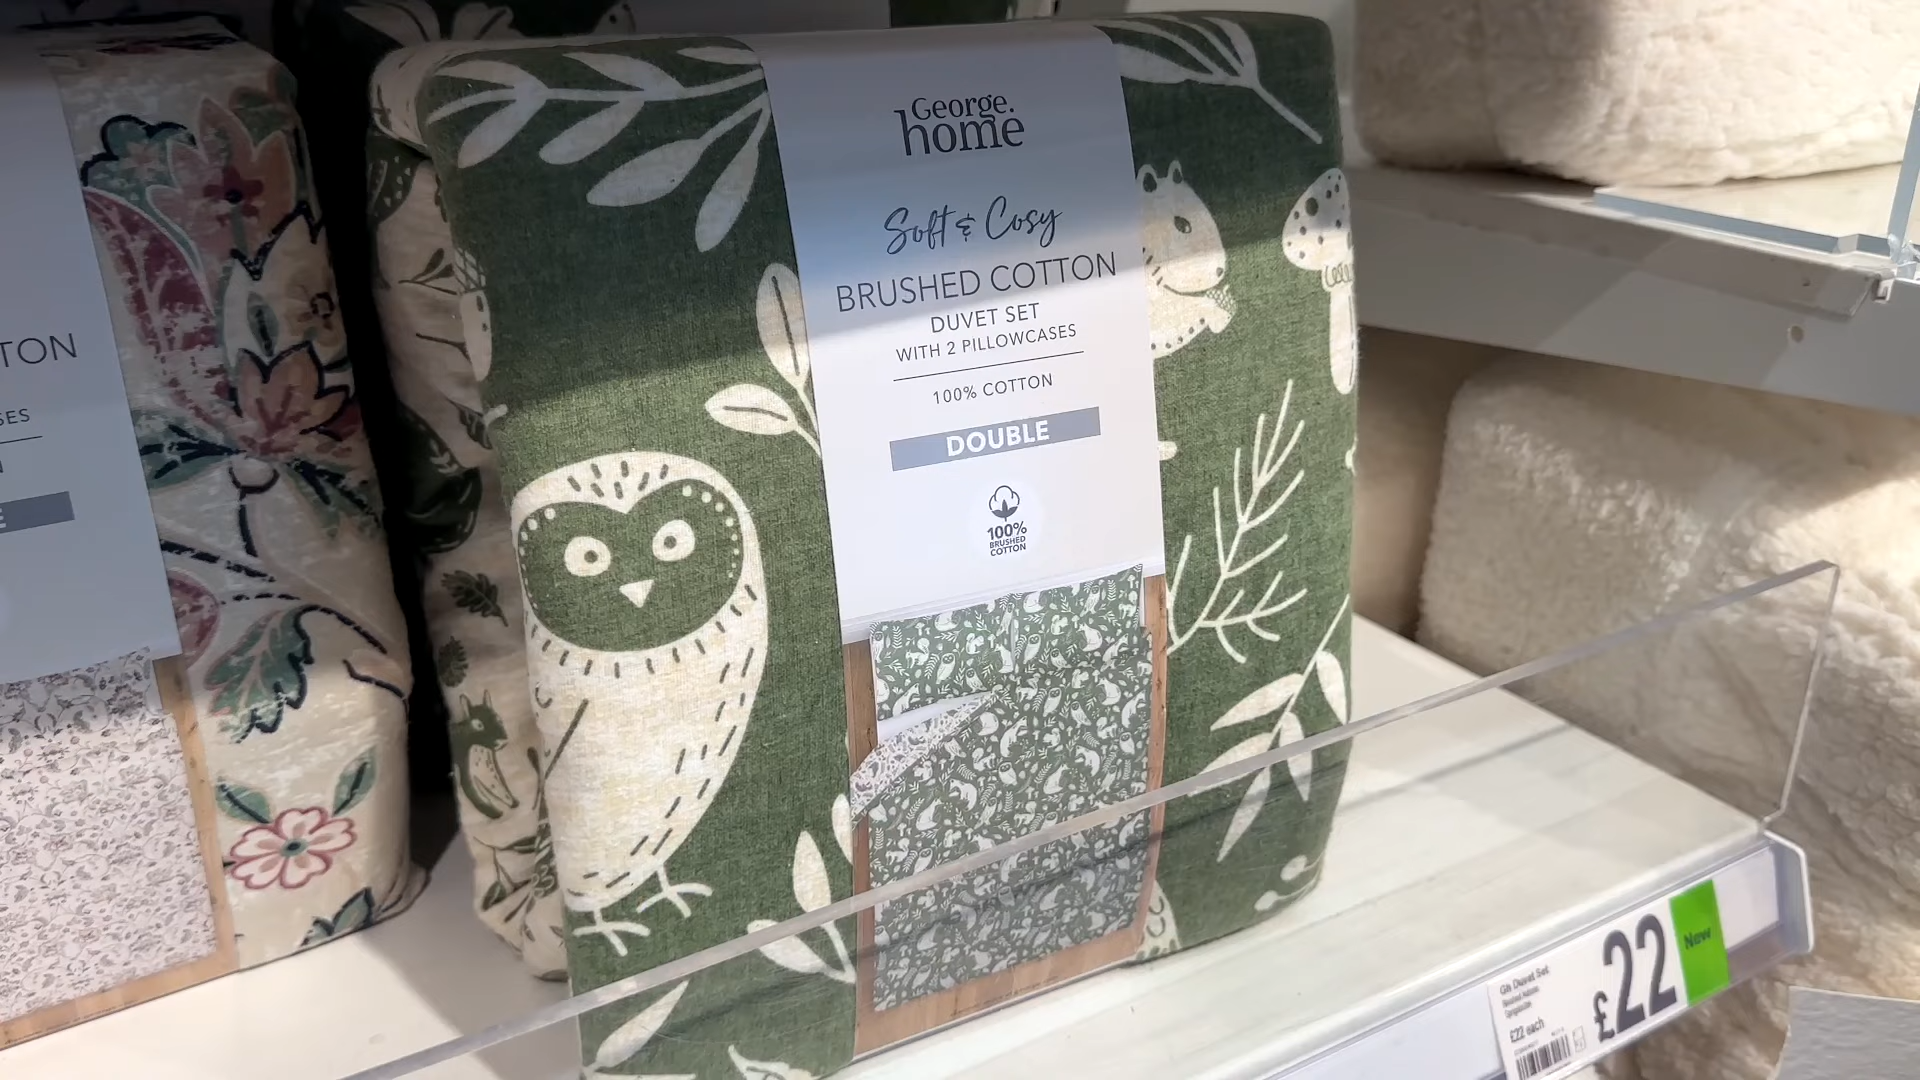 TON
SES
N
E
George.
home
Soft & Cosy
BRUSHED COTTON
DUVET SET
WITH 2 PILLOWCASES
100% COTTON
DOUBLE
100%
BRUSHED
COTTON
Duvet Set
£22 each
£22
New